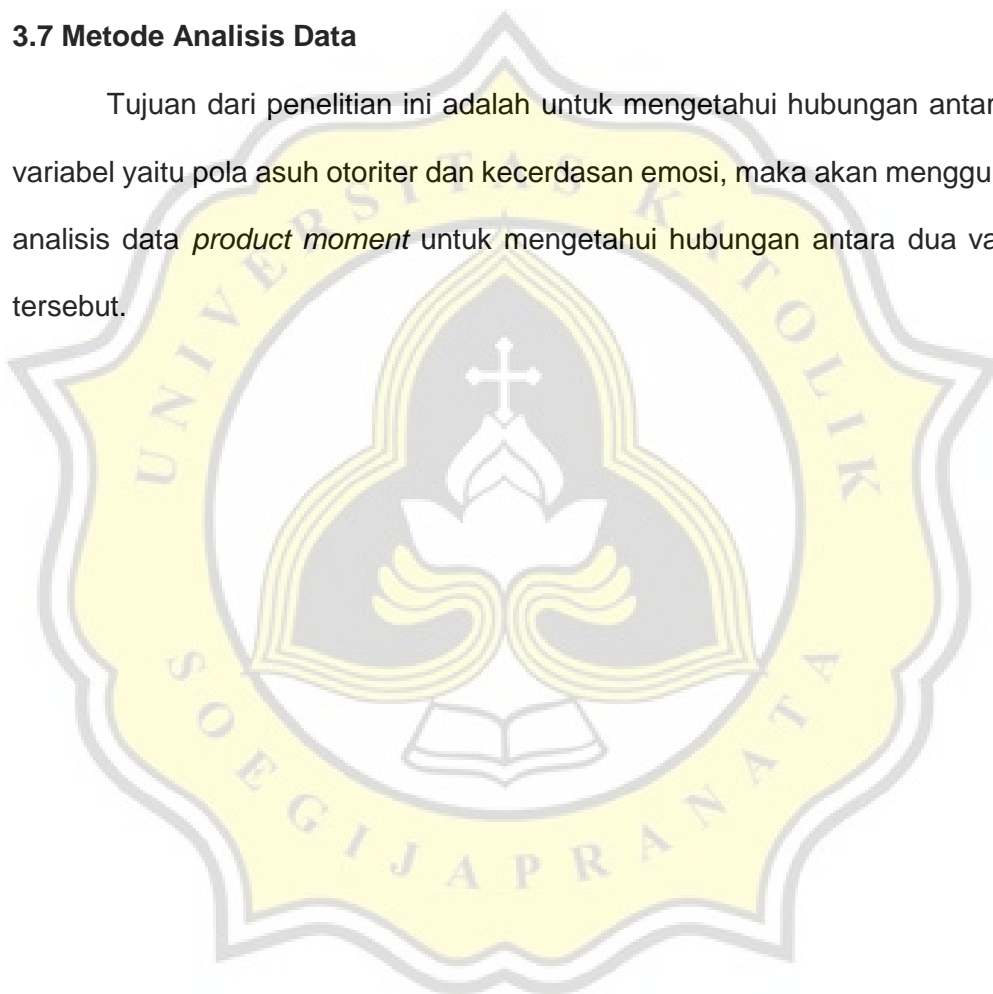 3.7 Metode Analisis Data
Tujuan dari penelitian ini adalah untuk mengetahui hubungan antar
variabel yaitu pola asuh otoriter dan kecerdasan emosi, maka akan menggu
analisis data product moment untuk mengetahui hubungan antara dua va
tersebut.
UNIVERSITAS KATOLIK
SOEGIJAPRANATA